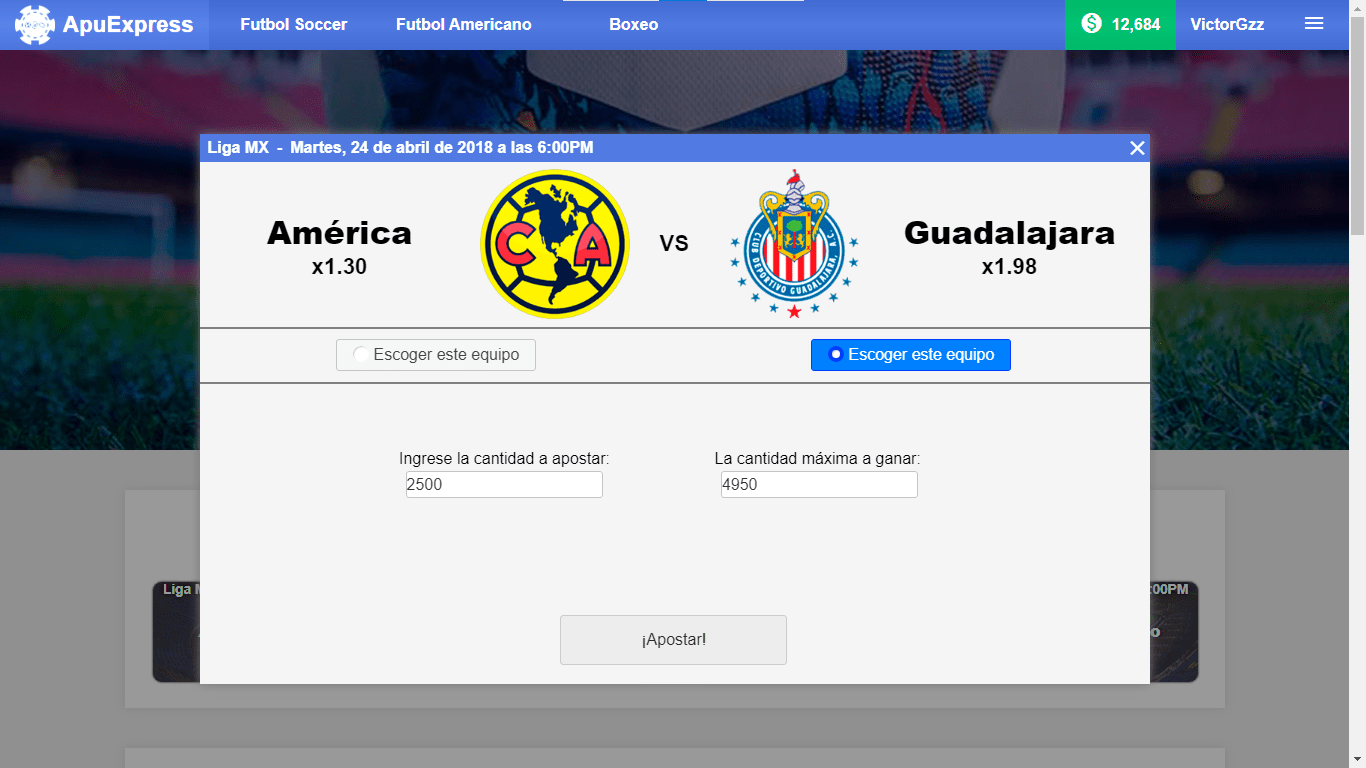 ApuExpress
Futbol Soccer
Futbol Americano
Boxeo
$ 12,684
VictorGzz
Liga MX - Martes, 24 de abril de 2018 a las 6:00PM
América
x1.30
CA
VS
CLUB DEPORTIVO GUADALAJARA, A.C.
Guadalajara
x1.98
Escoger este equipo
Escoger este equipo
Ingrese la cantidad a apostar:
2500
La cantidad máxima a ganar:
4950
Liga
:00PM
o
¡Apostar!